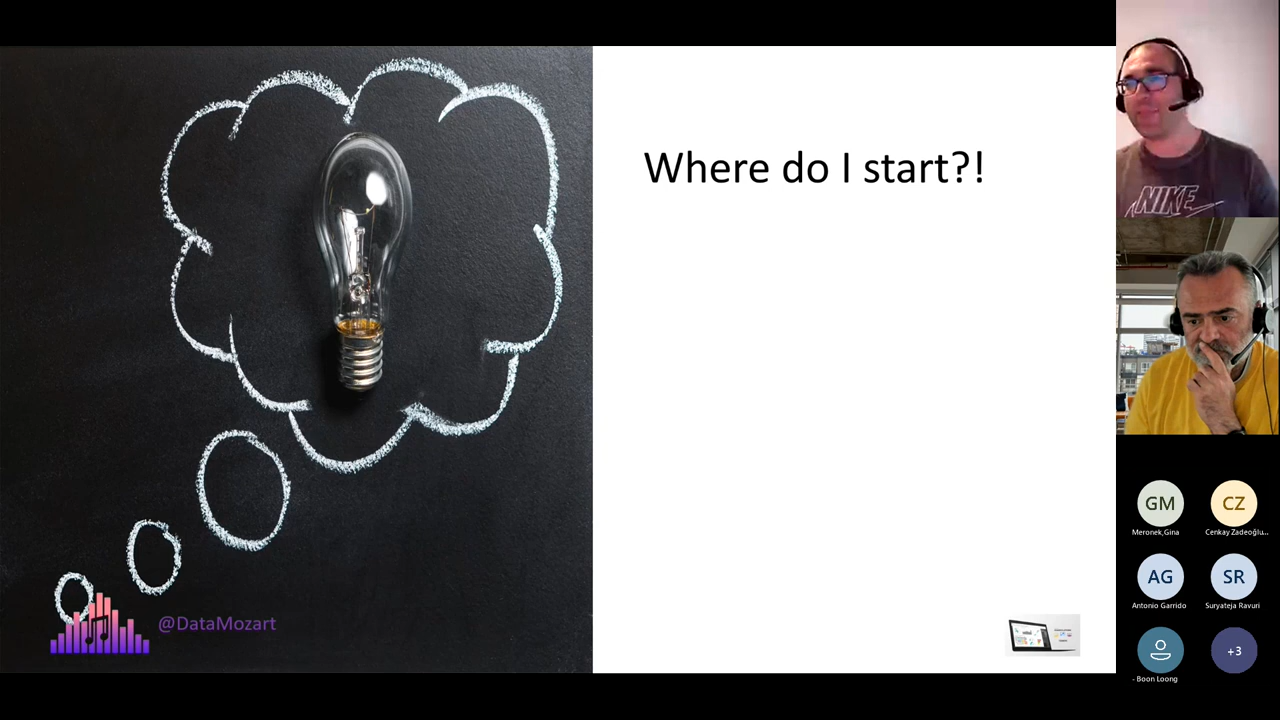 Where do I start?!
@DataMozart
NIKE
GM
Meronek,Gina
CZ
Cenkay Zadeoğlu...
AG
Antonio Garrido
SR
Suryateja Ravuri
- Boon Loong
+3